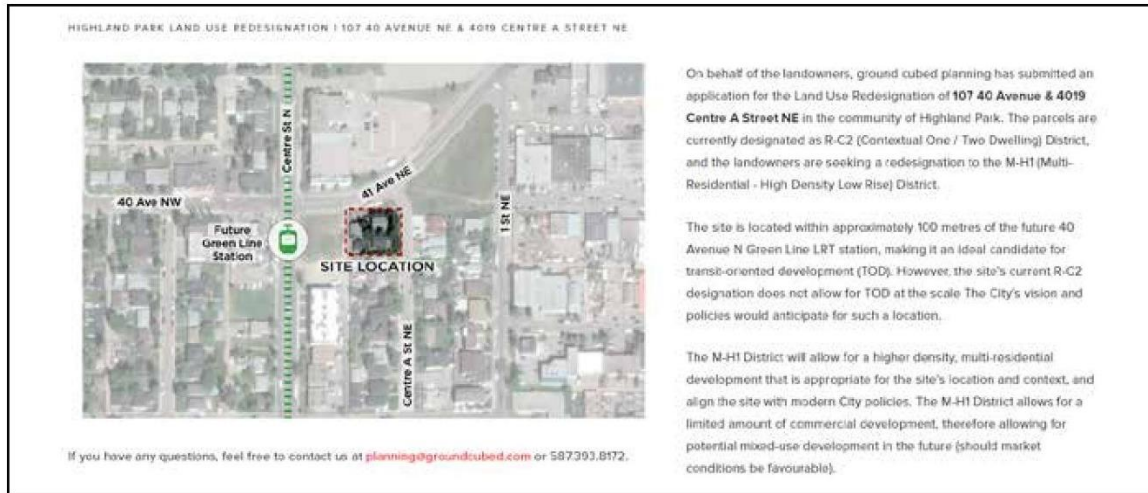 HIGHLAND PARK LAND USE REDESIGNATION | 107 40 AVENUE NE & 4019 CENTRE A STREET NE
Centre St N
41 Ave NE
40 Ave NW
1 St NE
Future
Green Line
Station
SITE LOCATION
Centre A St NE
If you have any questions, feel free to contact us at planning@groundcubed.com or 587.393.8172.
On behalf of the landowners, ground cubed planning has submitted an
application for the Land Use Redesignation of 107 40 Avenue & 4019
Centre A Street NE in the community of Highland Park. The parcels are
currently designated as R-C2 (Contextual One / Two Dwelling) District,
and the landowners are seeking a redesignation to the M-H1 (Multi-
Residential - High Density Low Rise) District.
The site is located within approximately 100 metres of the future 40
Avenue N Green Line LRT station, making it an ideal candidate for
transit-oriented development (TOD). However, the site's current R-C2
designation does not allow for TOD at the scale The City's vision and
policies would anticipate for such a location.
The M-H1 District will allow for a higher density, multi-residential
development that is appropriate for the site's location and context, and
align the site with modern City policies. The M-H1 District allows for a
limited amount of commercial development, therefore allowing for
potential mixed-use development in the future (should market
conditions be favourable).